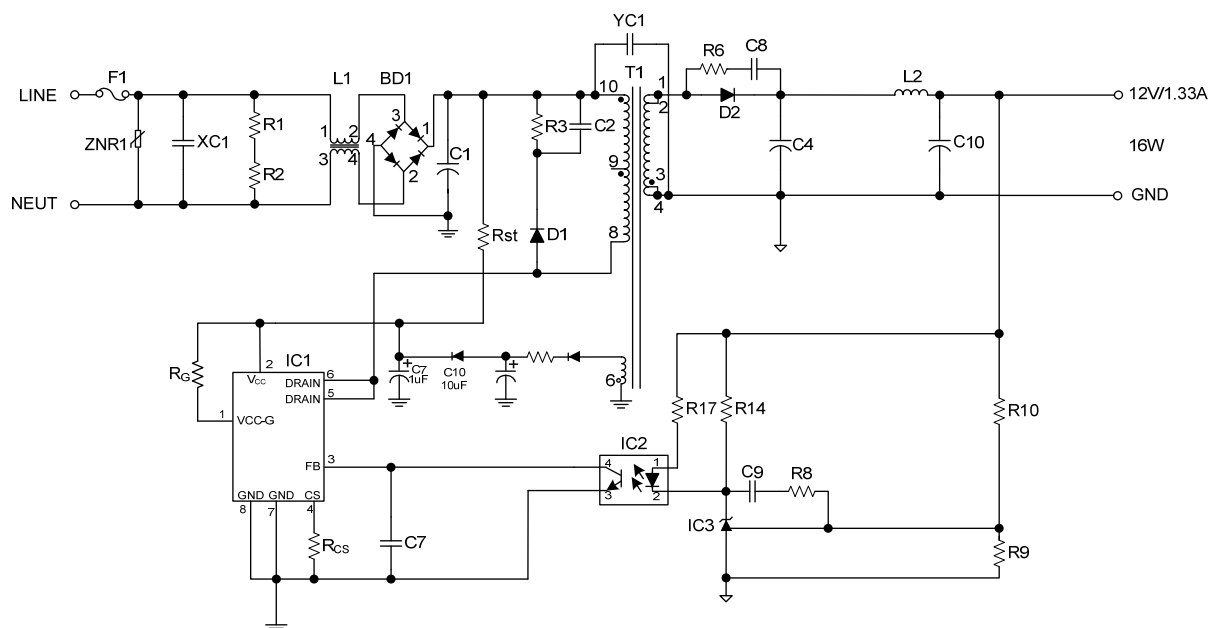 YC1
F1
L1
BD1
T1
R6
C8
L2
LINE
10
1
12V/1.33A
3
R1
1
2
1
R3
C2
2
D2
ZNR1
XC1
4
C1
C4
C10
16W
3
4
9
R2
2
3
NEUT
4
GND
Rst
D1
8
IC1
RG
2
VCC
DRAIN
6
C7
1uF
+
C10
10uF
+
6
DRAIN
5
R17
R14
R10
1
VCC-G
IC2
FB
3
4
1
C9
R8
3
2
GND
GND
CS
8
7
4
IC3
RCS
C7
R9